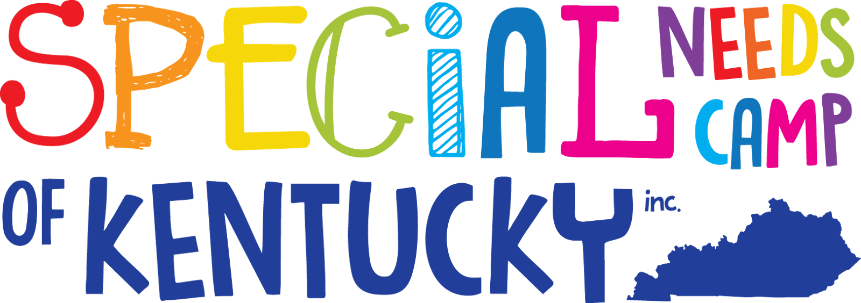 SPECiAL NEEDS CAMP
OF KENTUCKY inc.